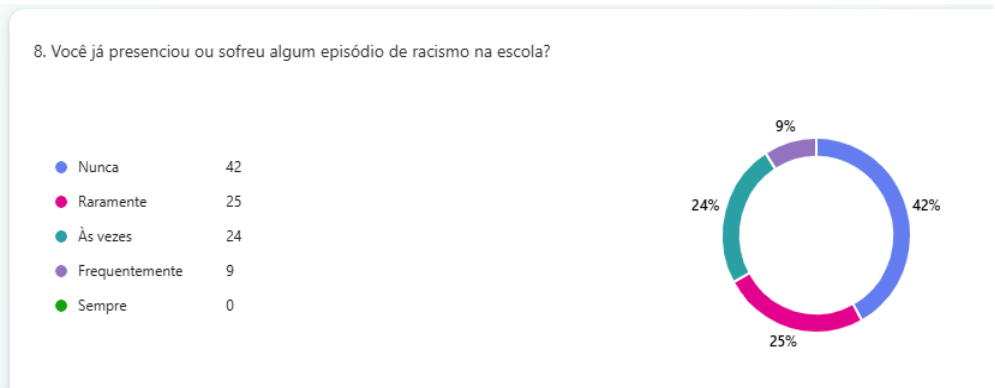 8. Você já presenciou ou sofreu algum episódio de racismo na escola?
Nunca 42
Raramente 25
Às vezes 24
Frequentemente 9
Sempre 0
9%
24%
42%
25%